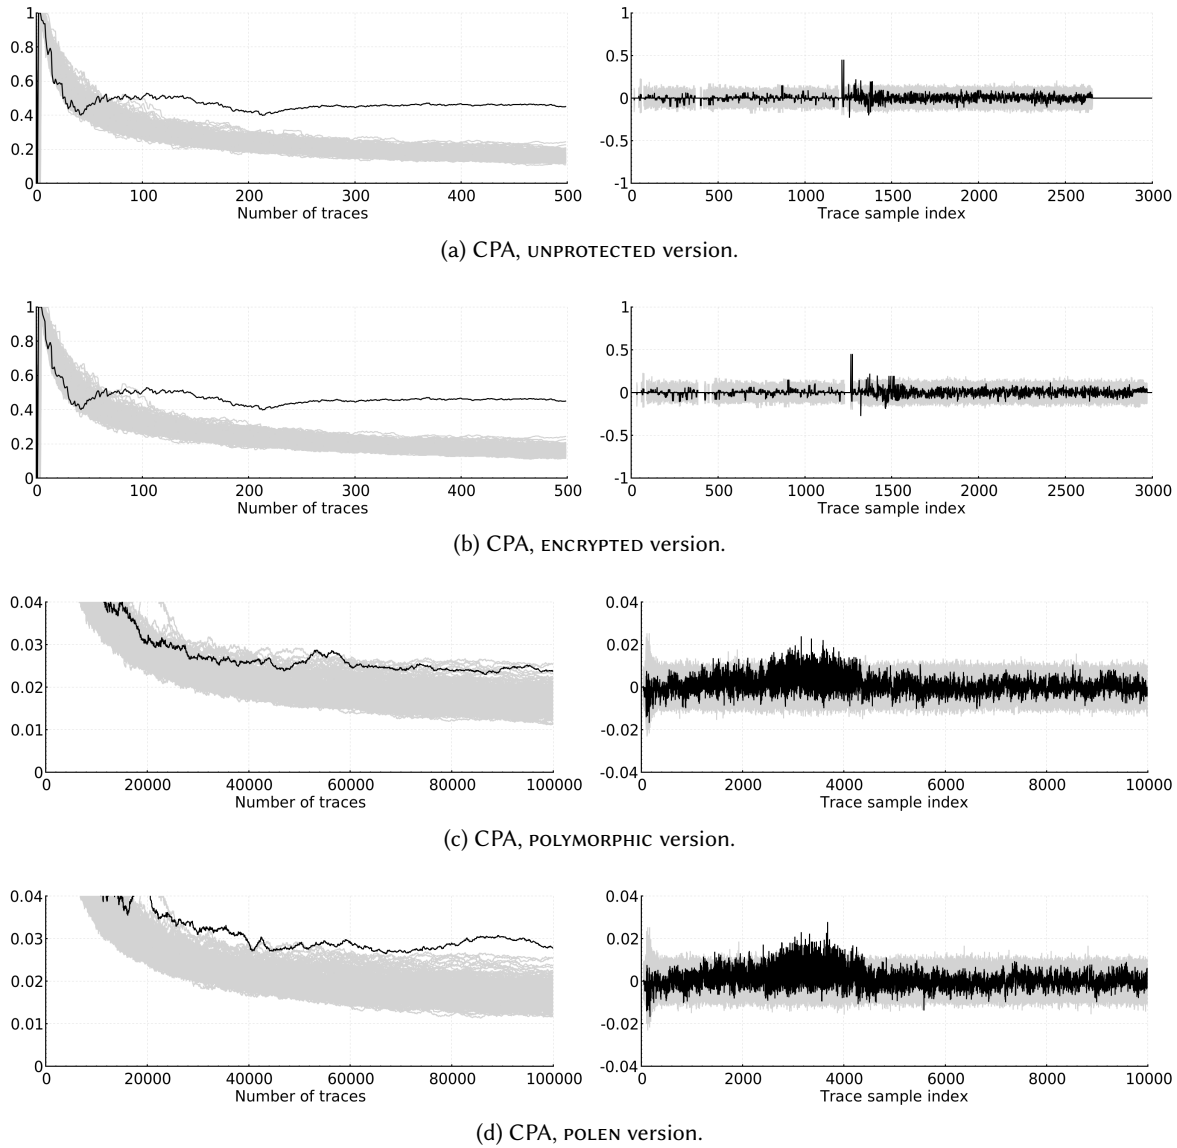 1
0.8
0.6
0.4
0.2
0
0 100 200 300 400 500
Number of traces
1
0.5
0
-0.5
-1
0 500 1000 1500 2000 2500 3000
Trace sample index
(a) CPA, UNPROTECTED version.
1
0.8
0.6
0.4
0.2
0
0 100 200 300 400 500
Number of traces
1
0.5
0
-0.5
-1
0 500 1000 1500 2000 2500 3000
Trace sample index
(b) CPA, ENCRYPTED version.
0.04
0.03
0.02
0.01
0
0 20000 40000 60000 80000 100000
Number of traces
0.04
0.02
0
-0.02
-0.04
0 2000 4000 6000 8000 10000
Trace sample index
(c) CPA, POLYMORPHIC version.
0.04
0.03
0.02
0.01
0
0 20000 40000 60000 80000 100000
Number of traces
0.04
0.02
0
-0.02
-0.04
0 2000 4000 6000 8000 10000
Trace sample index
(d) CPA, POLEN version.